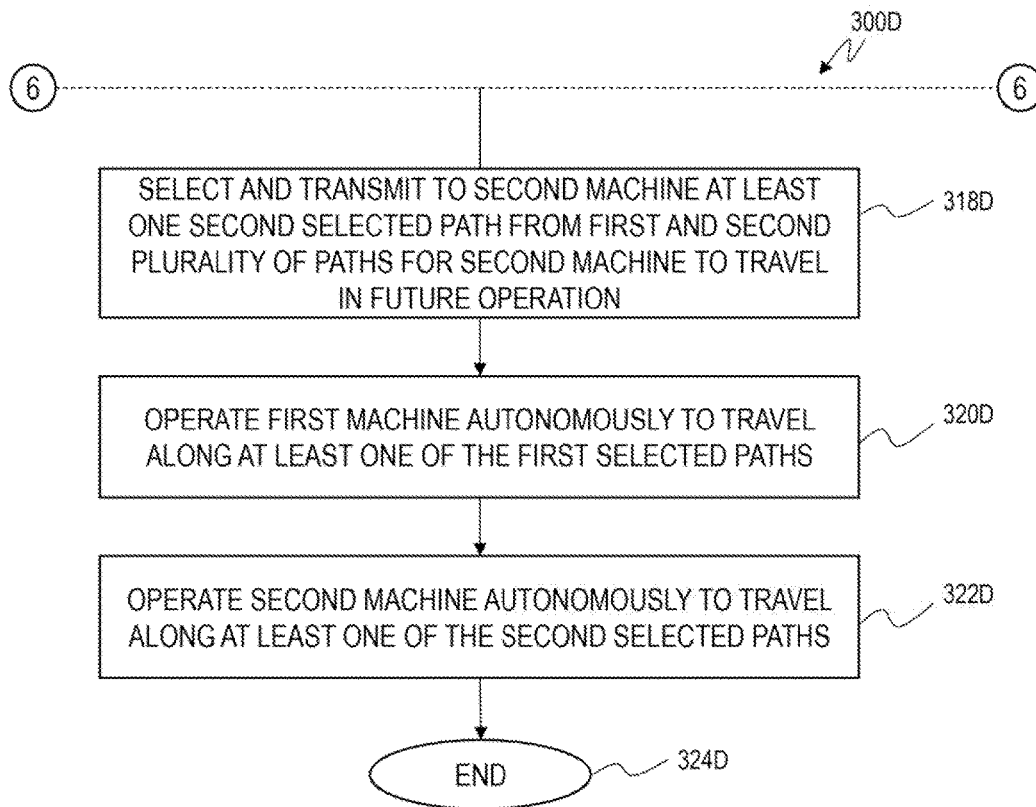 300D
6
6
SELECT AND TRANSMIT TO SECOND MACHINE AT LEAST
ONE SECOND SELECTED PATH FROM FIRST AND SECOND
PLURALITY OF PATHS FOR SECOND MACHINE TO TRAVEL
IN FUTURE OPERATION
318D
OPERATE FIRST MACHINE AUTONOMOUSLY TO TRAVEL
ALONG AT LEAST ONE OF THE FIRST SELECTED PATHS
320D
OPERATE SECOND MACHINE AUTONOMOUSLY TO TRAVEL
ALONG AT LEAST ONE OF THE SECOND SELECTED PATHS
322D
END
324D